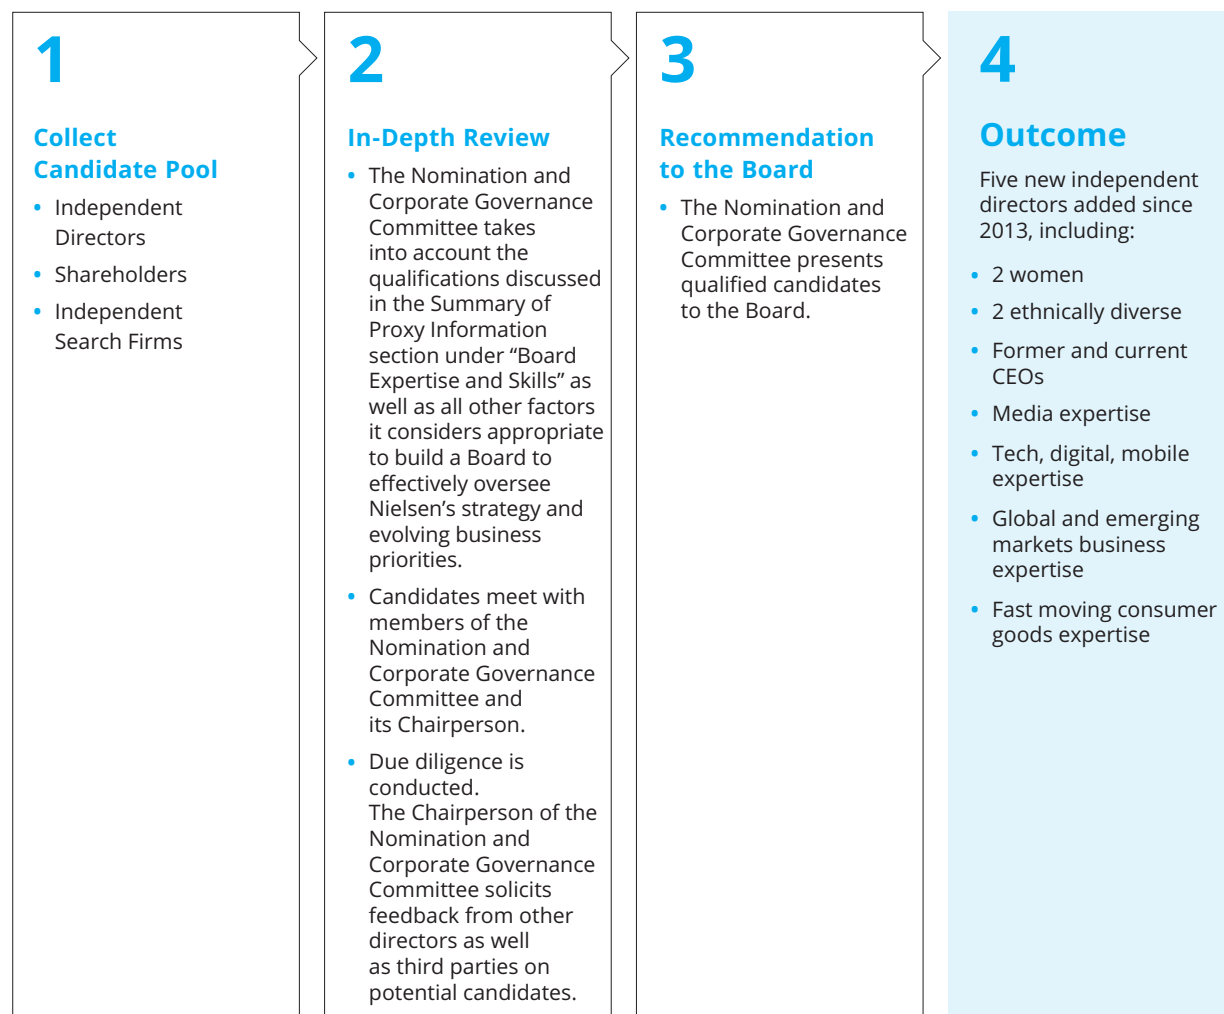 1
Collect
Candidate Pool
• Independent
Directors
• Shareholders
• Independent
Search Firms
2
In-Depth Review
• The Nomination and
Corporate Governance
Committee takes
into account the
qualifications discussed
in the Summary of
Proxy Information
section under “Board
Expertise and Skills” as
well as all other factors
it considers appropriate
to build a Board to
effectively oversee
Nielsen’s strategy and
evolving business
priorities.
• Candidates meet with
members of the
Nomination and
Corporate Governance
Committee and
its Chairperson.
• Due diligence is
conducted.
The Chairperson of the
Nomination and
Corporate Governance
Committee solicits
feedback from other
directors as well
as third parties on
potential candidates.
3
Recommendation
to the Board
• The Nomination and
Corporate Governance
Committee presents
qualified candidates
to the Board.
4
Outcome
Five new independent
directors added since
2013, including:
• 2 women
• 2 ethnically diverse
• Former and current
CEOs
• Media expertise
• Tech, digital, mobile
expertise
• Global and emerging
markets business
expertise
• Fast moving consumer
goods expertise